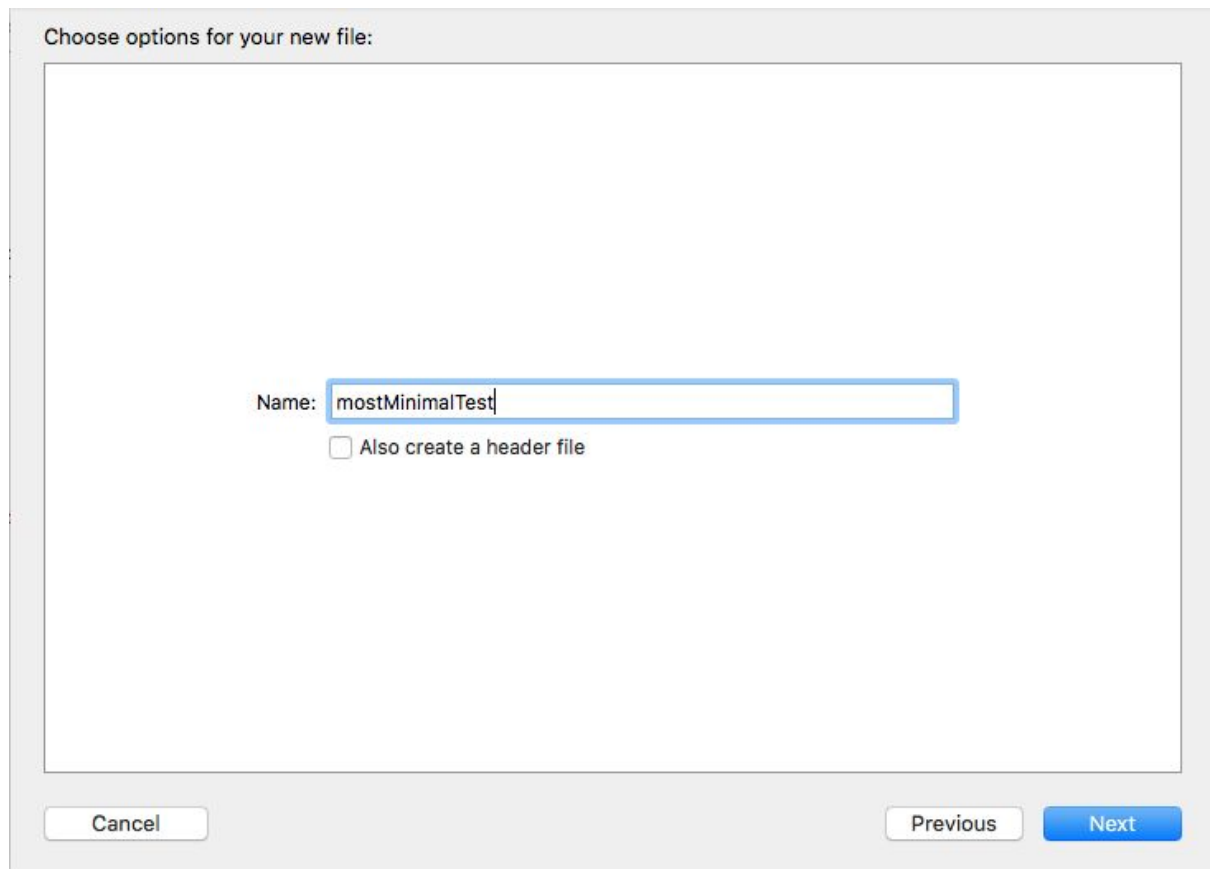 Choose options for your new file:
Name: mostMinimalTest
Also create a header file
Cancel Previous Next